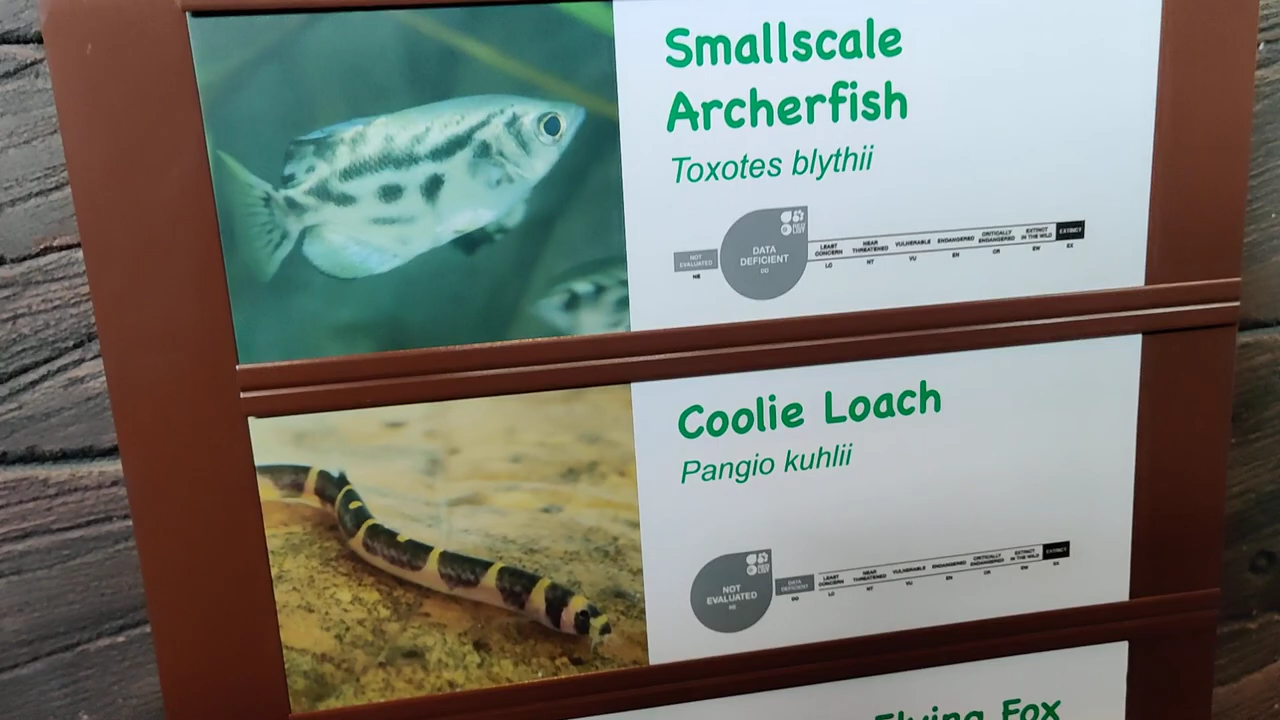 Smallscale
Archerfish
Toxotes blythii
NOT EVALUATED
NE
DATA DEFICIENT
DD
LEAST CONCERN
LC
NEAR THREATENED
NT
VULNERABLE
VU
ENDANGERED
EN
CRITICALLY ENDANGERED
CR
EXTINCT IN THE WILD
EW
EXTINCT
EX
Coolie Loach
Pangio kuhlii
NOT EVALUATED
NE
DATA DEFICIENT
DD
LEAST CONCERN
LC
NEAR THREATENED
NT
VULNERABLE
VU
ENDANGERED
EN
CRITICALLY ENDANGERED
CR
EXTINCT IN THE WILD
EW
EXTINCT
EX
Flying Fox